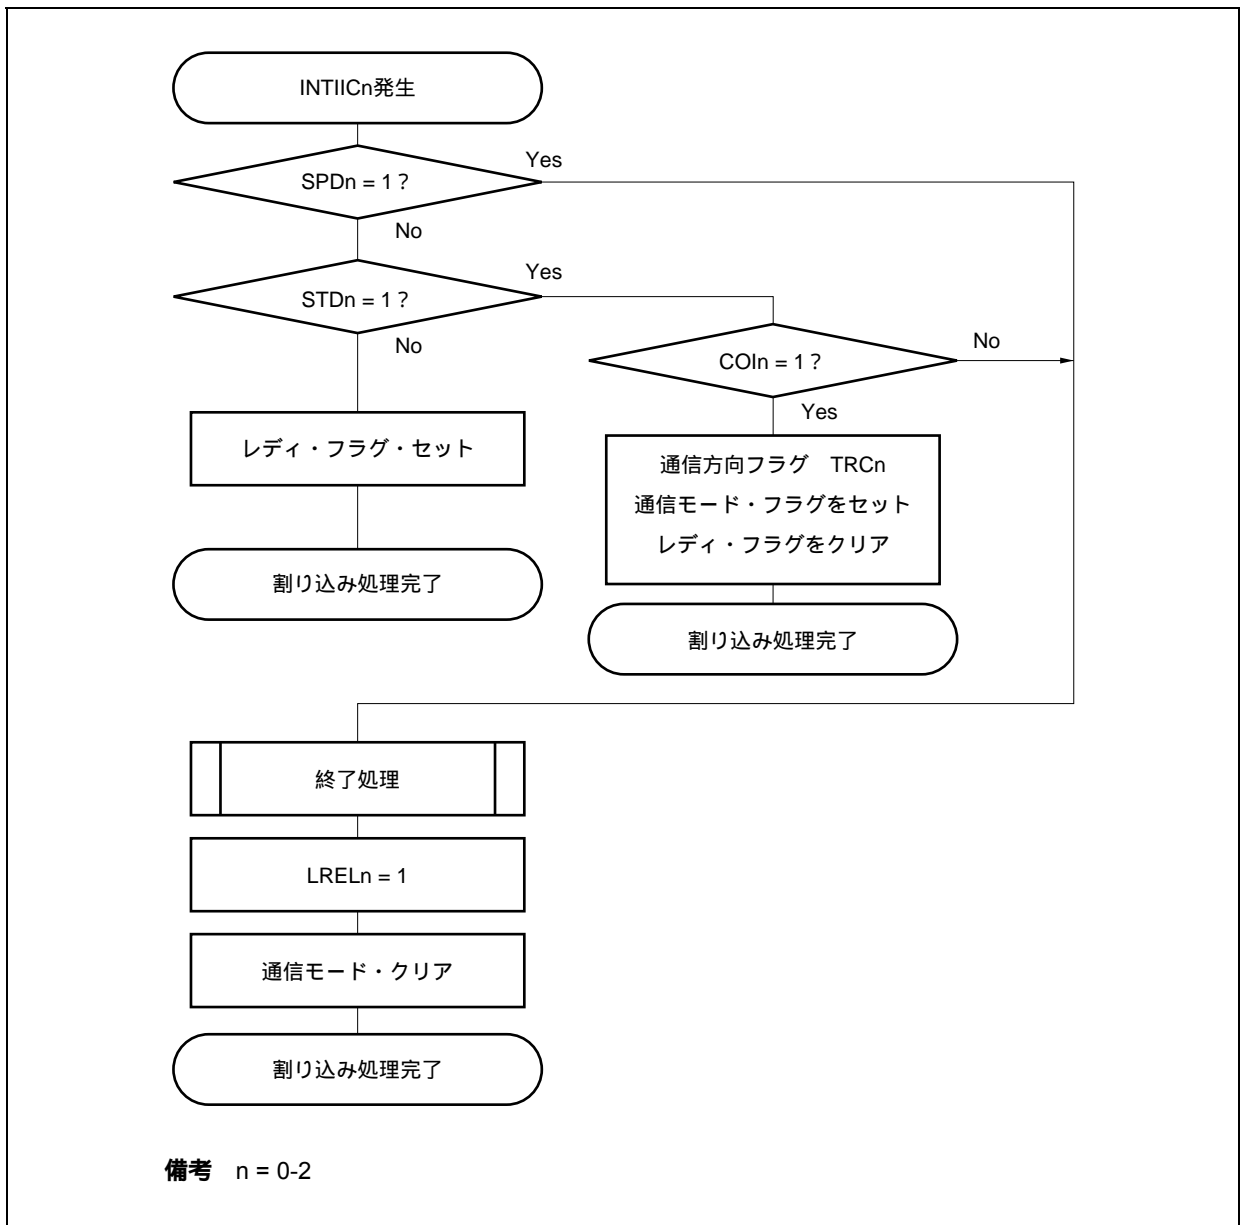 INTIICn発生
SPDn = 1？
Yes
No
STDn = 1？
Yes
No
COIn = 1？
No
Yes
レディ・フラグ・セット
割り込み処理完了
通信方向フラグ　TRCn
通信モード・フラグをセット
レディ・フラグをクリア
割り込み処理完了
終了処理
LRELn = 1
通信モード・クリア
割り込み処理完了
備考　n = 0-2